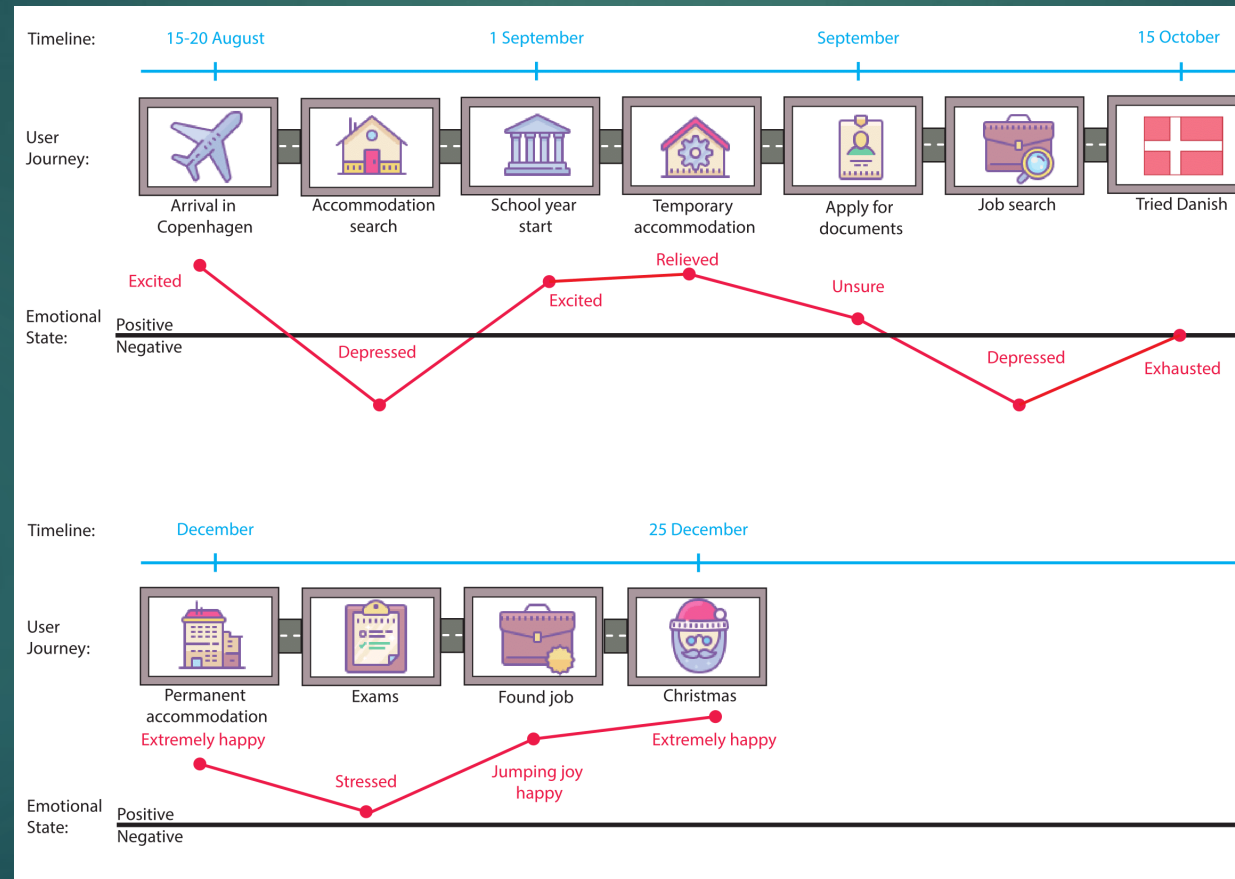 Timeline:
15-20 August
1 September
September
15 October
User
Journey:
Arrival in
Copenhagen
Accommodation
search
School year
start
Temporary
accommodation
Apply for
documents
Job search
Tried Danish
Emotional
State:
Positive
Negative
Excited
Depressed
Excited
Relieved
Unsure
Depressed
Exhausted
Timeline:
December
25 December
User
Journey:
Permanent
accommodation
Exams
Found job
Christmas
Emotional
State:
Positive
Negative
Extremely happy
Stressed
Jumping joy
happy
Extremely happy